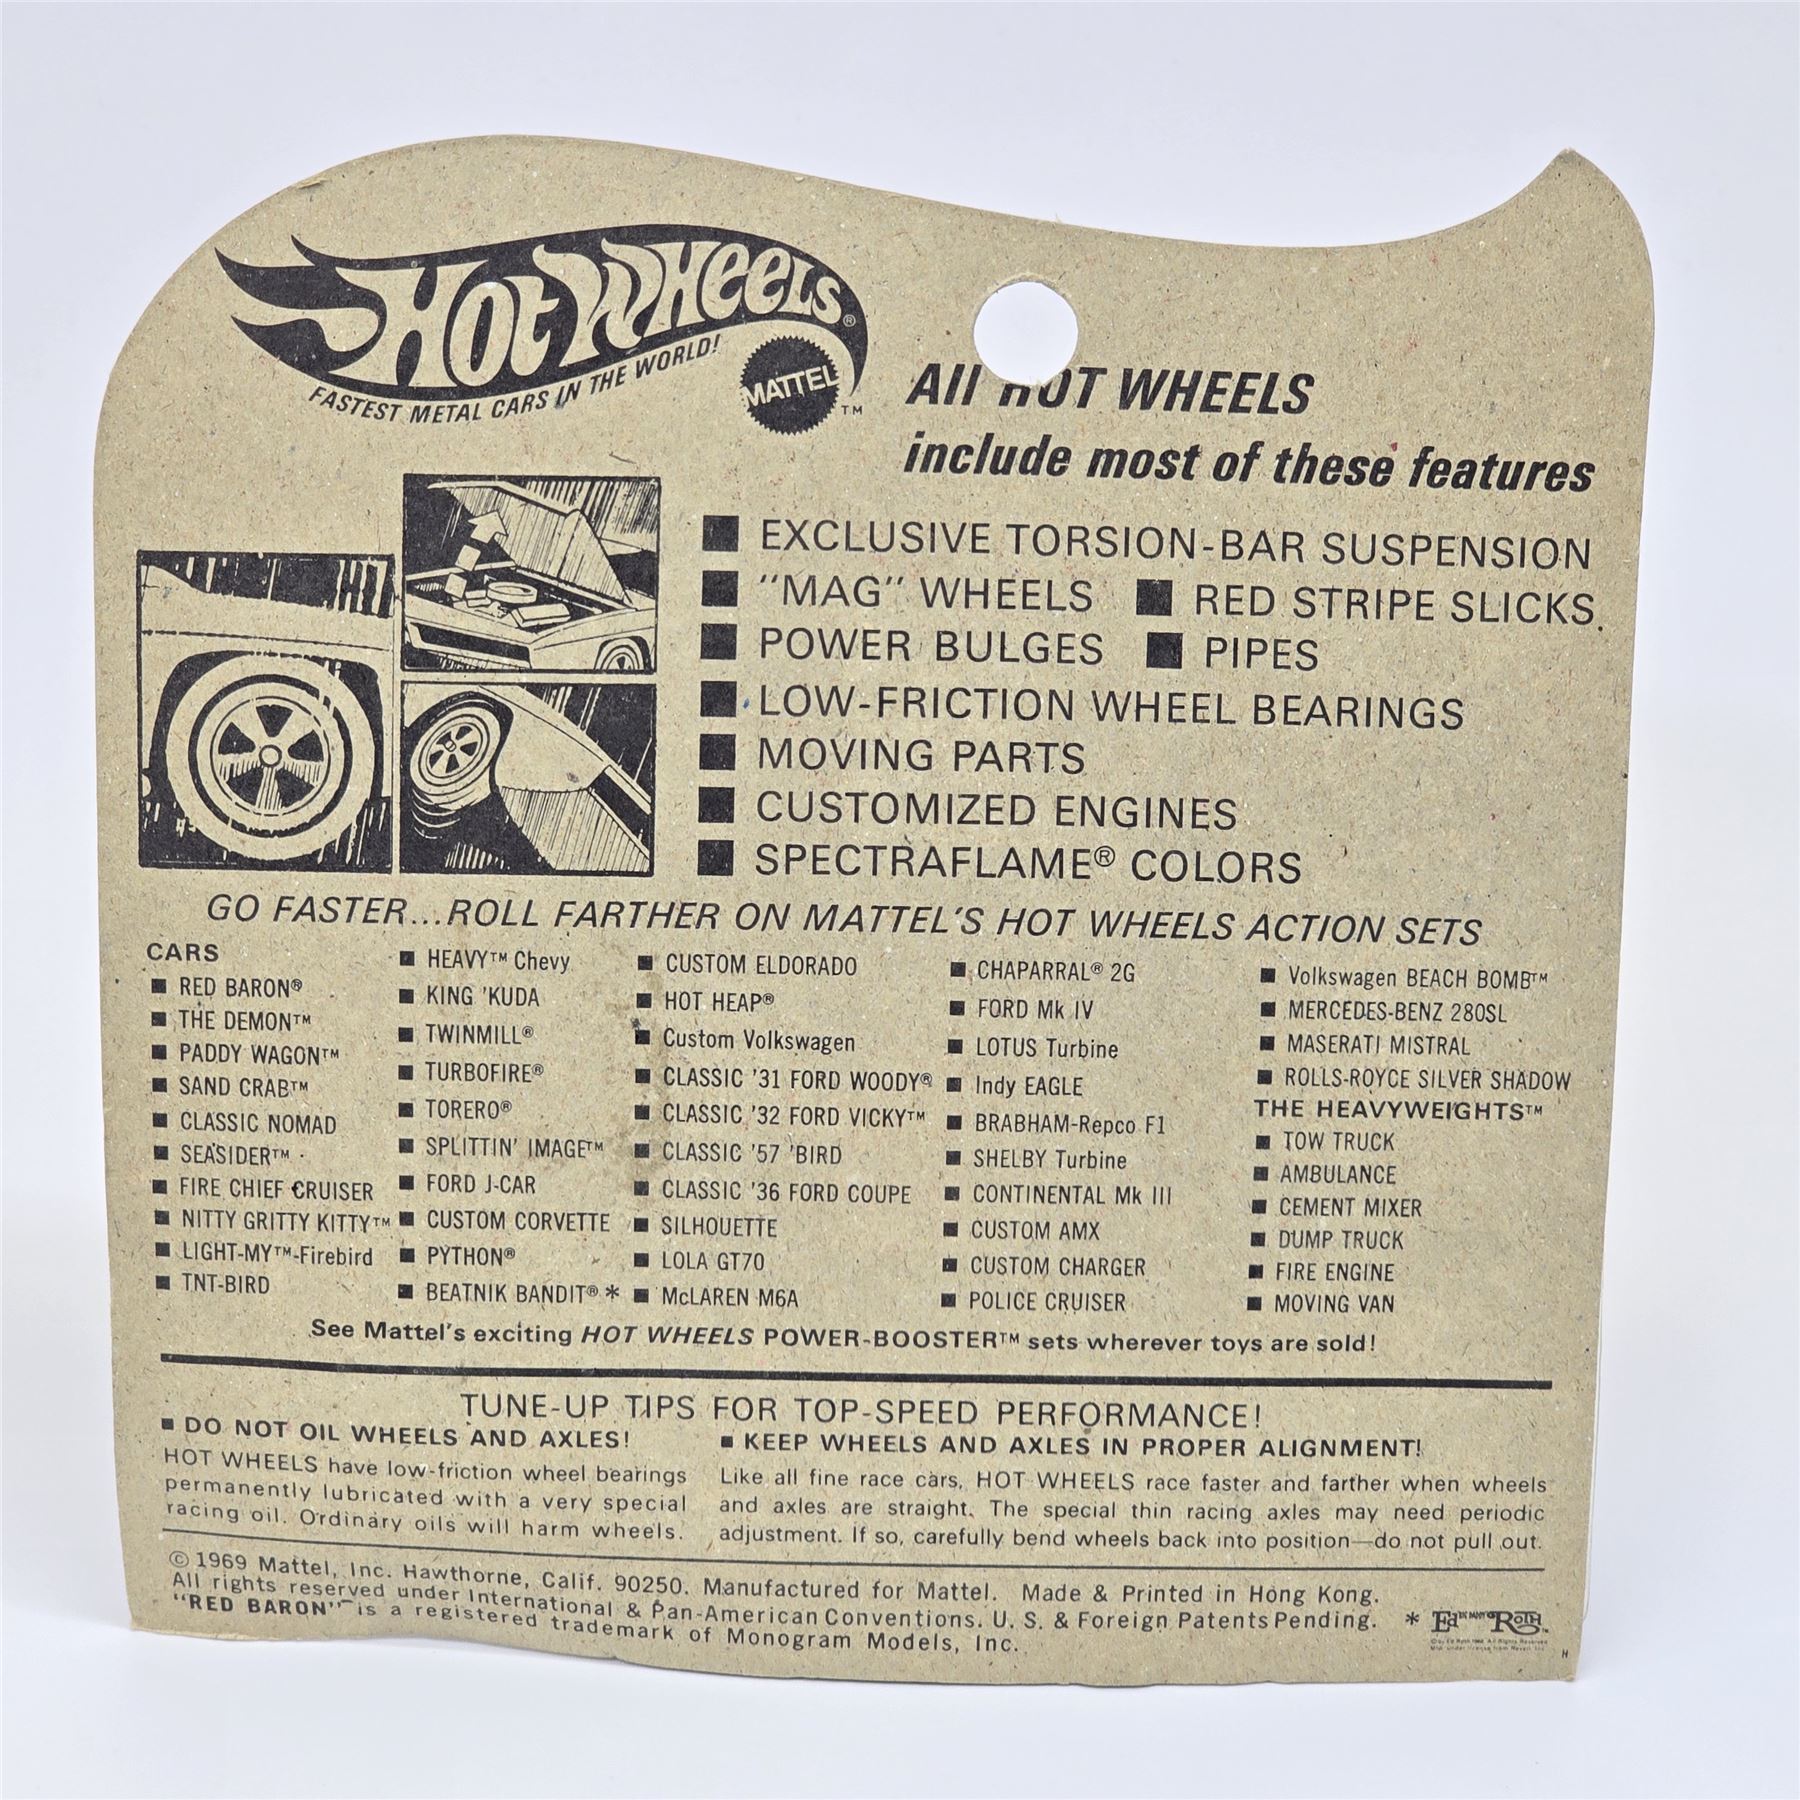 HOT WHEELS®
FASTEST METAL CARS IN THE WORLD!
MATTEL
TM
All HOT WHEELS
include most of these features
■ EXCLUSIVE TORSION-BAR SUSPENSION
■ "MAG" WHEELS ■ RED STRIPE SLICKS
■ POWER BULGES ■ PIPES
■ LOW-FRICTION WHEEL BEARINGS
■ MOVING PARTS
■ CUSTOMIZED ENGINES
■ SPECTRAFLAME® COLORS
GO FASTER...ROLL FARTHER ON MATTEL'S HOT WHEELS ACTION SETS
CARS
■ RED BARON®
■ THE DEMON™
■ PADDY WAGON™
■ SAND CRAB™
■ CLASSIC NOMAD
■ SEASIDER™
■ FIRE CHIEF CRUISER
■ NITTY GRITTY KITTY™
■ LIGHT-MY™-Firebird
■ TNT-BIRD
■ HEAVY™ Chevy
■ KING 'KUDA
■ TWINMILL®
■ TURBOFIRE®
■ TORERO®
■ SPLITTIN' IMAGE™
■ FORD J-CAR
■ CUSTOM CORVETTE
■ PYTHON®
■ BEATNIK BANDIT® *
■ CUSTOM ELDORADO
■ HOT HEAP®
■ Custom Volkswagen
■ CLASSIC '31 FORD WOODY®
■ CLASSIC '32 FORD VICKY™
■ CLASSIC '57 'BIRD
■ CLASSIC '36 FORD COUPE
■ SILHOUETTE
■ LOLA GT70
■ McLAREN M6A
■ CHAPARRAL® 2G
■ FORD Mk IV
■ LOTUS Turbine
■ Indy EAGLE
■ BRABHAM-Repco F1
■ SHELBY Turbine
■ CONTINENTAL Mk III
■ CUSTOM AMX
■ CUSTOM CHARGER
■ POLICE CRUISER
■ Volkswagen BEACH BOMB™
■ MERCEDES-BENZ 280SL
■ MASERATI MISTRAL
■ ROLLS-ROYCE SILVER SHADOW
THE HEAVYWEIGHTS™
■ TOW TRUCK
■ AMBULANCE
■ CEMENT MIXER
■ DUMP TRUCK
■ FIRE ENGINE
■ MOVING VAN
See Mattel's exciting HOT WHEELS POWER-BOOSTER™ sets wherever toys are sold!
TUNE-UP TIPS FOR TOP-SPEED PERFORMANCE!
■ DO NOT OIL WHEELS AND AXLES!
HOT WHEELS have low-friction wheel bearings
permanently lubricated with a very special
racing oil. Ordinary oils will harm wheels.
■ KEEP WHEELS AND AXLES IN PROPER ALIGNMENT!
Like all fine race cars, HOT WHEELS race faster and farther when wheels
and axles are straight. The special thin racing axles may need periodic
adjustment. If so, carefully bend wheels back into position—do not pull out.
© 1969 Mattel, Inc. Hawthorne, Calif. 90250. Manufactured for Mattel. Made & Printed in Hong Kong.
All rights reserved under International & Pan-American Conventions. U. S. & Foreign Patents Pending.
"RED BARON" is a registered trademark of Monogram Models, Inc.
* Ed "BIG DADDY" Roth™
H